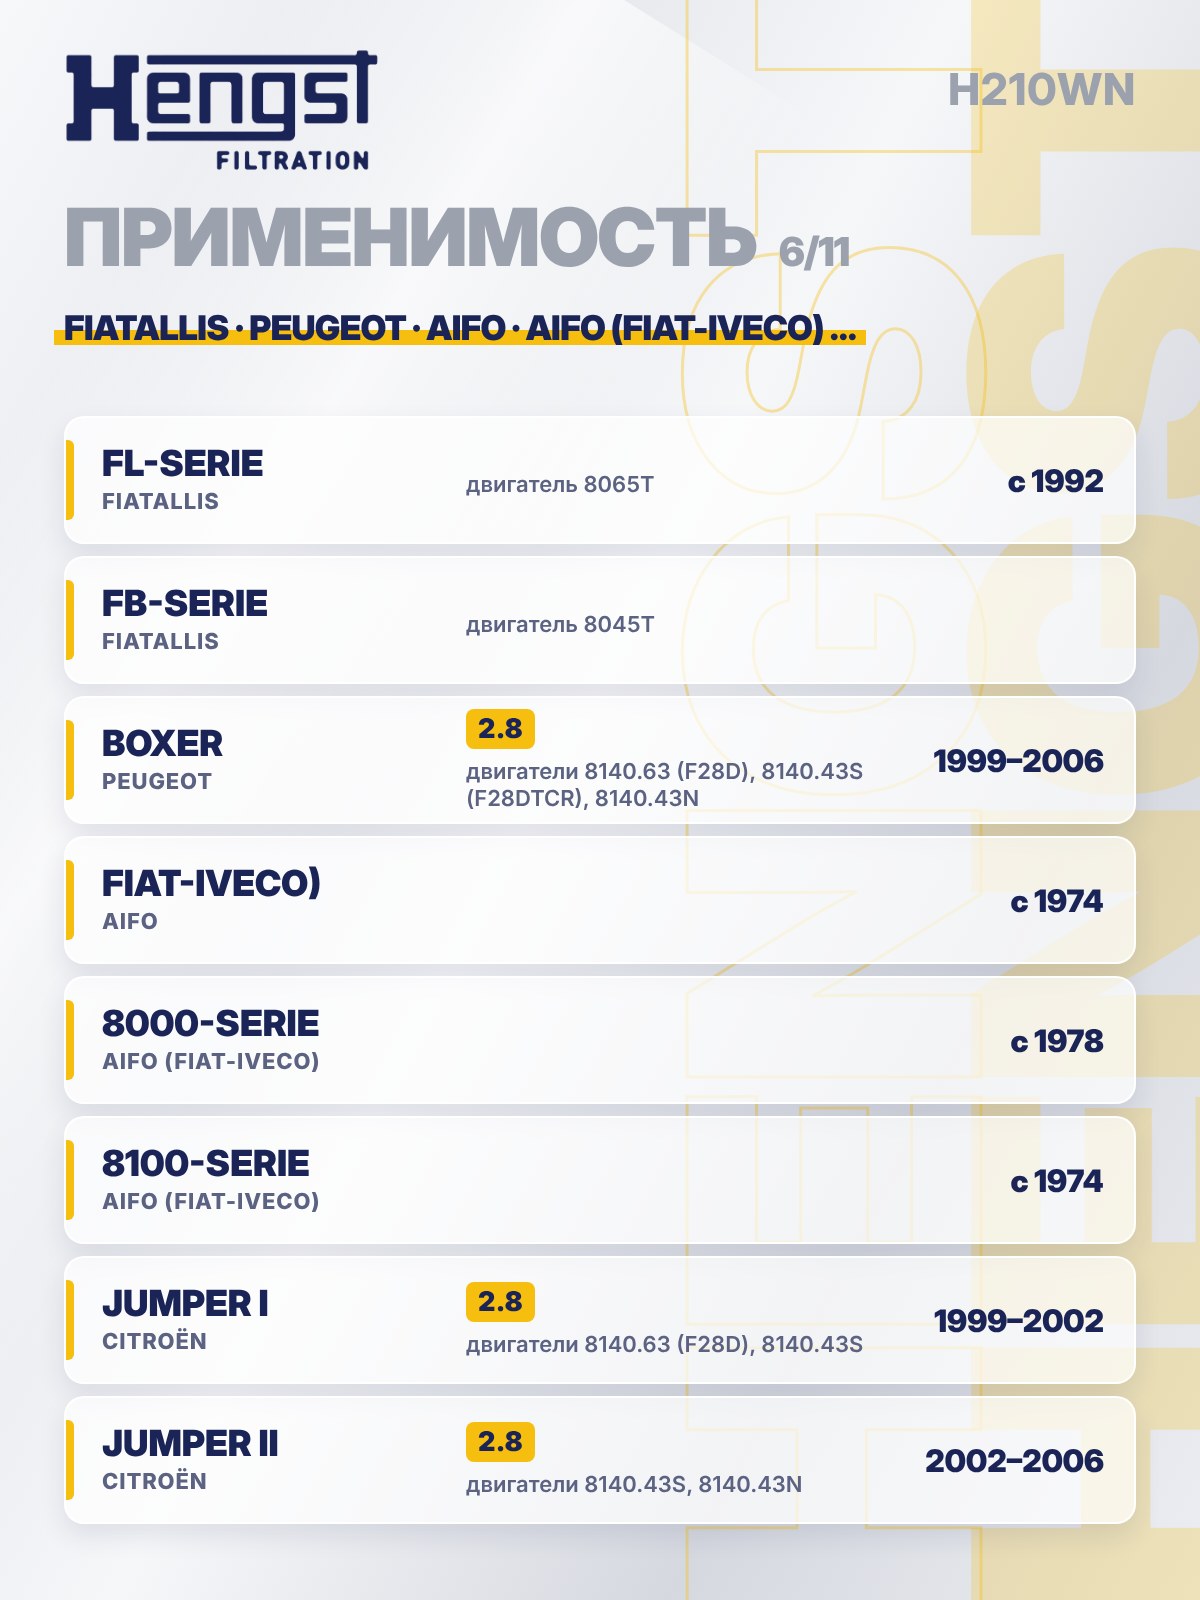 Hengst
FILTRATION
H210WN
ПРИМЕНИМОСТЬ 6/11
FIATALLIS · PEUGEOT · AIFO · AIFO (FIAT-IVECO) ...
FL-SERIE
FIATALLIS
двигатель 8065T
с 1992
FB-SERIE
FIATALLIS
двигатель 8045T
BOXER
PEUGEOT
2.8
двигатели 8140.63 (F28D), 8140.43S
(F28DTCR), 8140.43N
1999–2006
FIAT-IVECO)
AIFO
с 1974
8000-SERIE
AIFO (FIAT-IVECO)
с 1978
8100-SERIE
AIFO (FIAT-IVECO)
с 1974
JUMPER I
CITROËN
2.8
двигатели 8140.63 (F28D), 8140.43S
1999–2002
JUMPER II
CITROËN
2.8
двигатели 8140.43S, 8140.43N
2002–2006
HENGST
HENGST